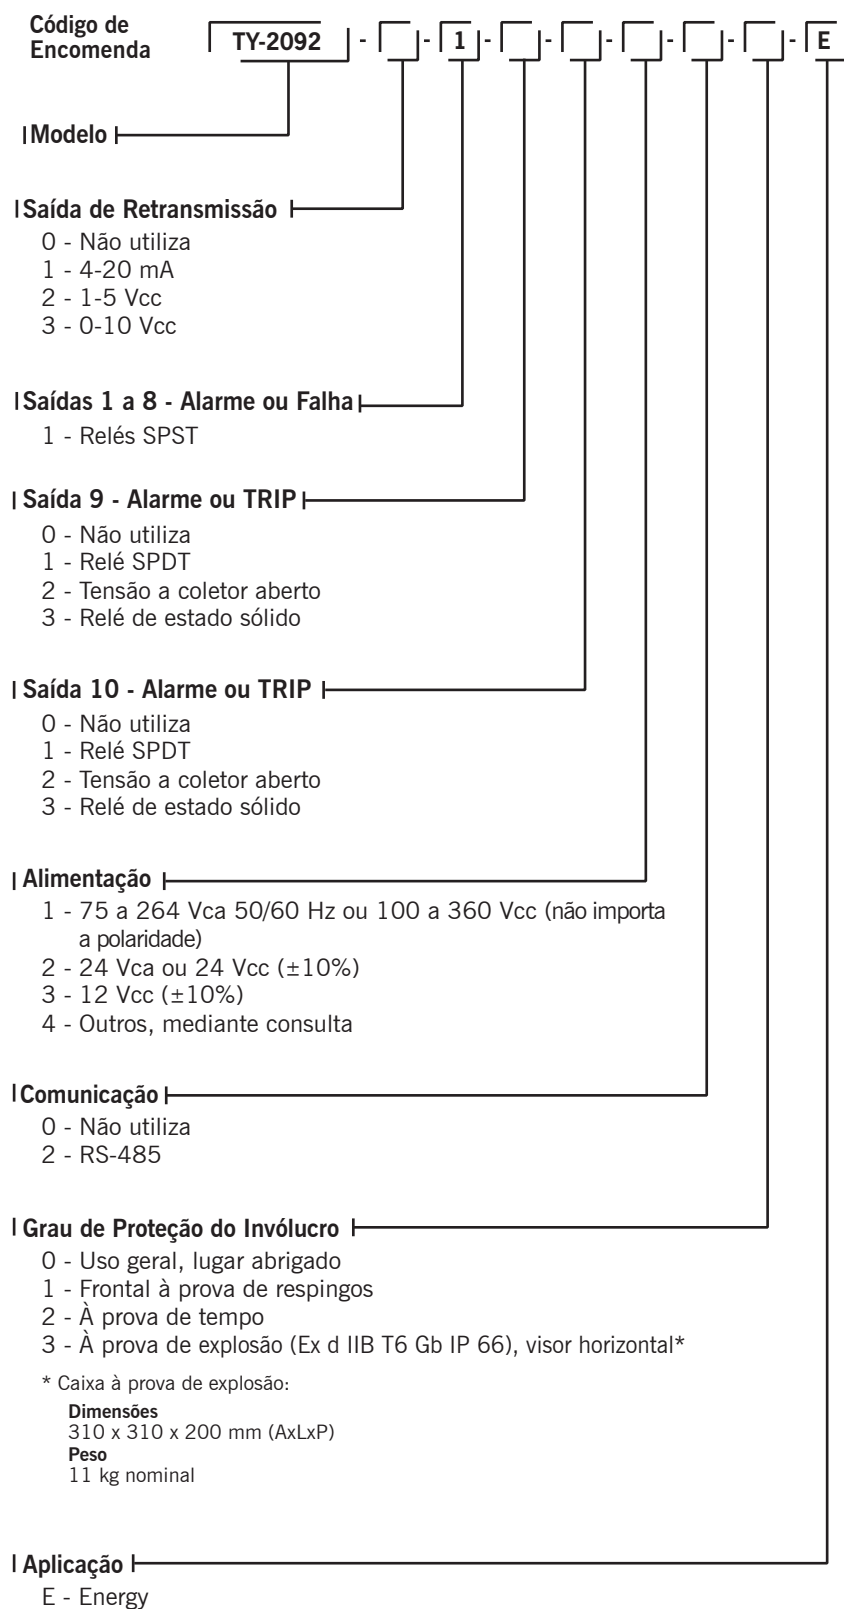 Código de
Encomenda
TY-2092 - - 1 - - - - - - E
Modelo
Saída de Retransmissão
0 - Não utiliza
1 - 4-20 mA
2 - 1-5 Vcc
3 - 0-10 Vcc
Saídas 1 a 8 - Alarme ou Falha
1 - Relés SPST
Saída 9 - Alarme ou TRIP
0 - Não utiliza
1 - Relé SPDT
2 - Tensão a coletor aberto
3 - Relé de estado sólido
Saída 10 - Alarme ou TRIP
0 - Não utiliza
1 - Relé SPDT
2 - Tensão a coletor aberto
3 - Relé de estado sólido
Alimentação
1 - 75 a 264 Vca 50/60 Hz ou 100 a 360 Vcc (não importa
a polaridade)
2 - 24 Vca ou 24 Vcc (±10%)
3 - 12 Vcc (±10%)
4 - Outros, mediante consulta
Comunicação
0 - Não utiliza
2 - RS-485
Grau de Proteção do Invólucro
0 - Uso geral, lugar abrigado
1 - Frontal à prova de respingos
2 - À prova de tempo
3 - À prova de explosão (Ex d IIB T6 Gb IP 66), visor horizontal*
* Caixa à prova de explosão:
Dimensões
310 x 310 x 200 mm (AxLxP)
Peso
11 kg nominal
Aplicação
E - Energy